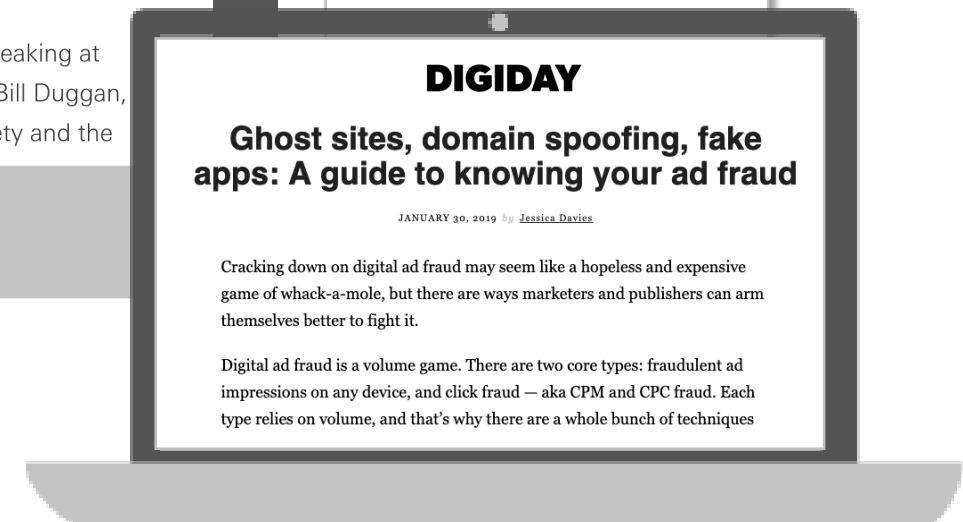 eaking at
Bill Duggan,
ety and the
DIGIDAY
Ghost sites, domain spoofing, fake
apps: A guide to knowing your ad fraud
JANUARY 30, 2019 by Jessica Davies
Cracking down on digital ad fraud may seem like a hopeless and expensive
game of whack-a-mole, but there are ways marketers and publishers can arm
themselves better to fight it.
Digital ad fraud is a volume game. There are two core types: fraudulent ad
impressions on any device, and click fraud — aka CPM and CPC fraud. Each
type relies on volume, and that’s why there are a whole bunch of techniques